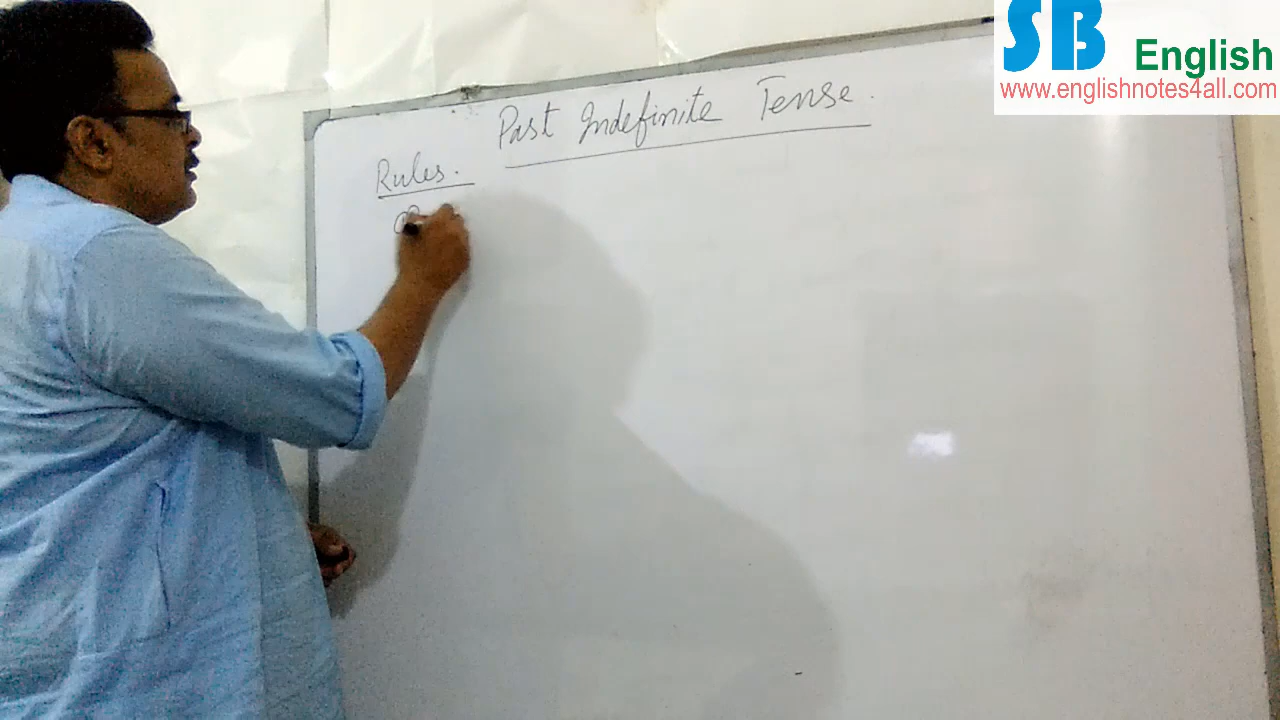 SB
English
www.englishnotes4all.com
Past Indefinite Tense.
Rules.